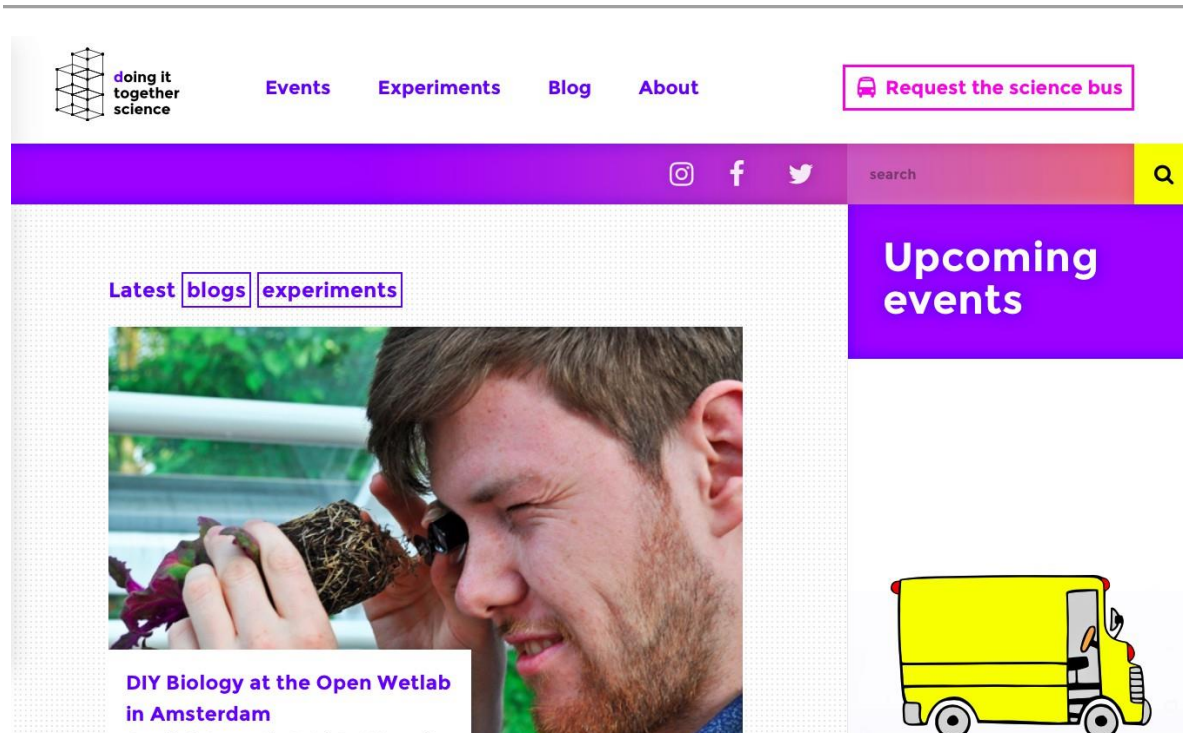 doing it
together
science
Events Experiments Blog About
Request the science bus
search
Upcoming
events
Latest blogs experiments
DIY Biology at the Open Wetlab
in Amsterdam